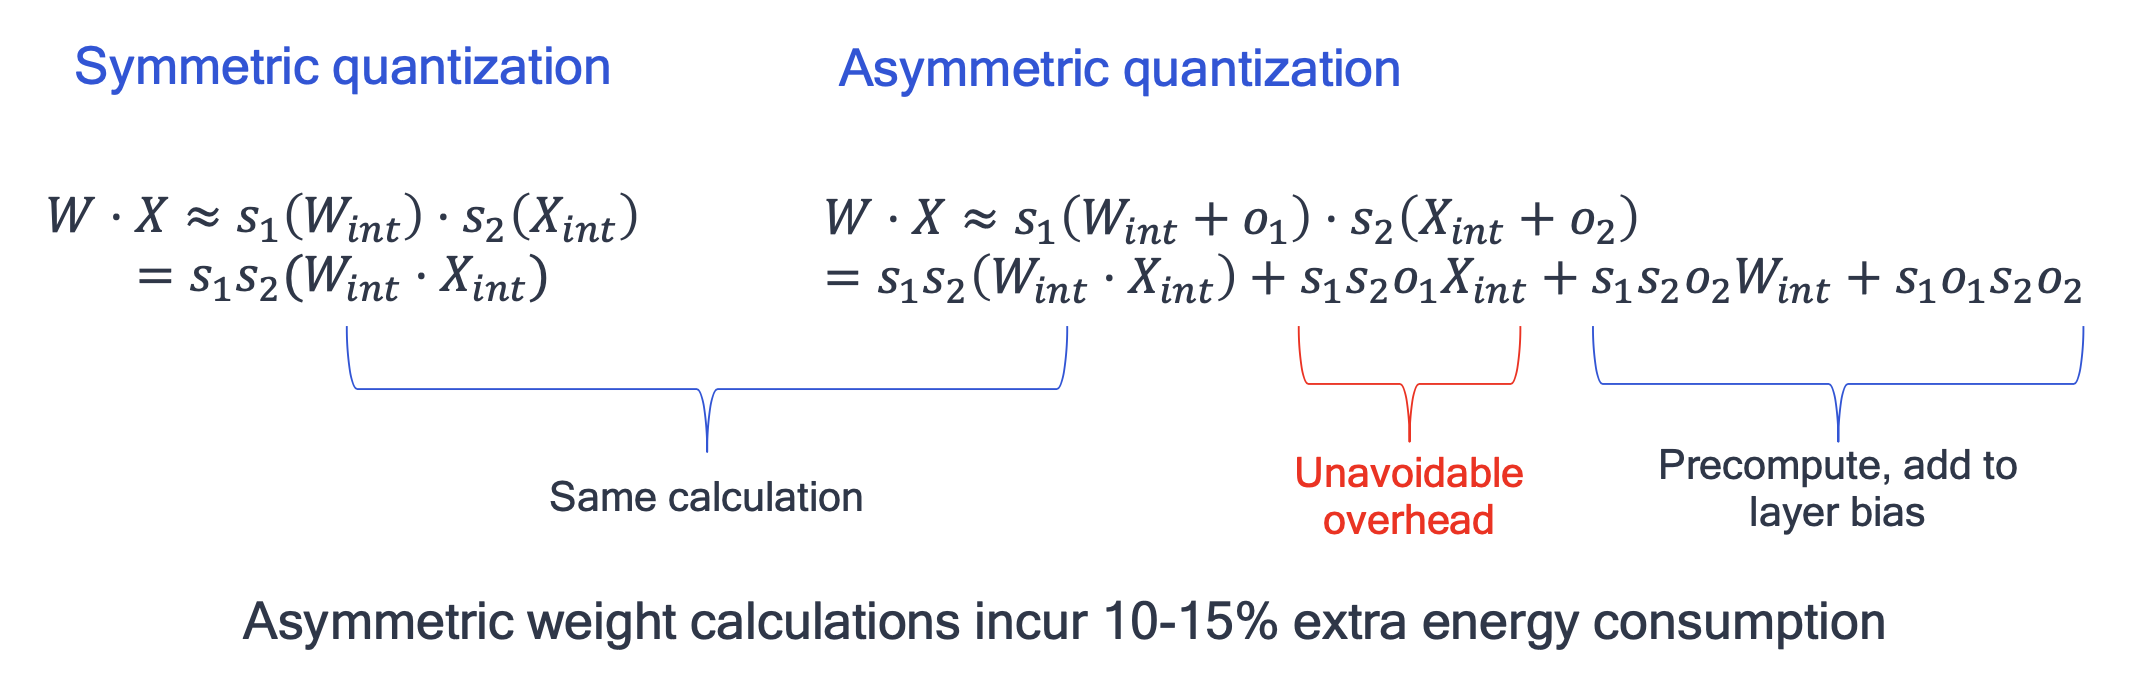 Symmetric quantization
W · X ≈ s₁(W_int) · s₂(X_int)
= s₁s₂(W_int · X_int)
Asymmetric quantization
W · X ≈ s₁(W_int + o₁) · s₂(X_int + o₂)
= s₁s₂(W_int · X_int) + s₁s₂o₁X_int + s₁s₂o₂W_int + s₁o₁s₂o₂
Same calculation
Unavoidable
overhead
Precompute, add to
layer bias
Asymmetric weight calculations incur 10-15% extra energy consumption